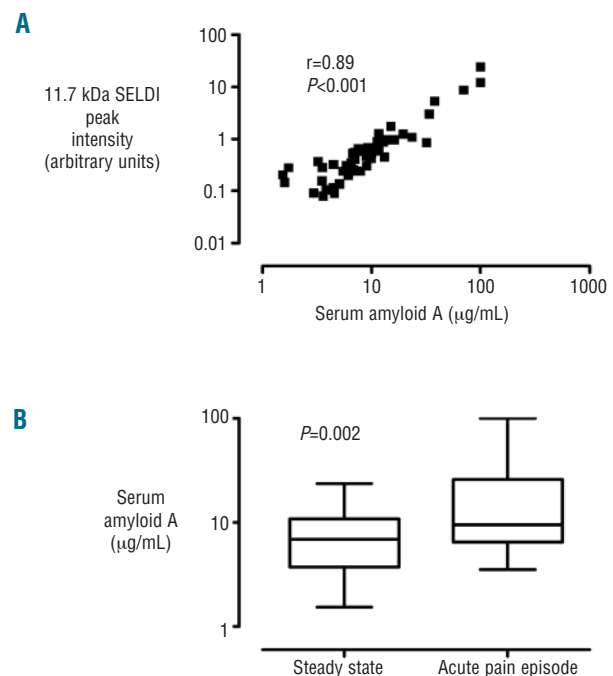 A
100
10
1
0.1
0.01
11.7 kDa SELDI
peak
intensity
(arbitrary units)
r=0.89
P<0.001
1
10
100
1000
Serum amyloid A (μg/mL)
B
100
10
1
Serum
amyloid A
(μg/mL)
P=0.002
Steady state
Acute pain episode